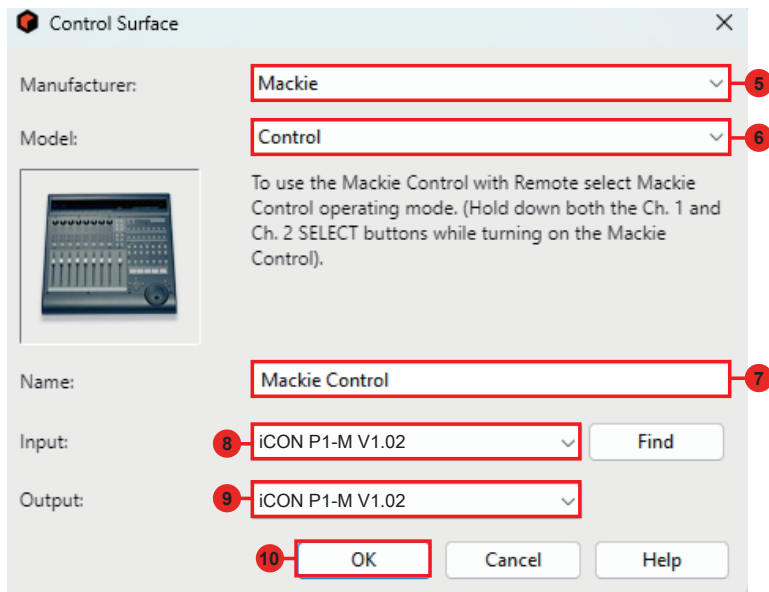 Control Surface
Manufacturer:
Mackie
5
Model:
Control
6
To use the Mackie Control with Remote select Mackie
Control operating mode. (Hold down both the Ch. 1 and
Ch. 2 SELECT buttons while turning on the Mackie
Control).
Name:
Mackie Control
7
Input:
8
iCON P1-M V1.02
Find
Output:
9
iCON P1-M V1.02
10
OK
Cancel
Help